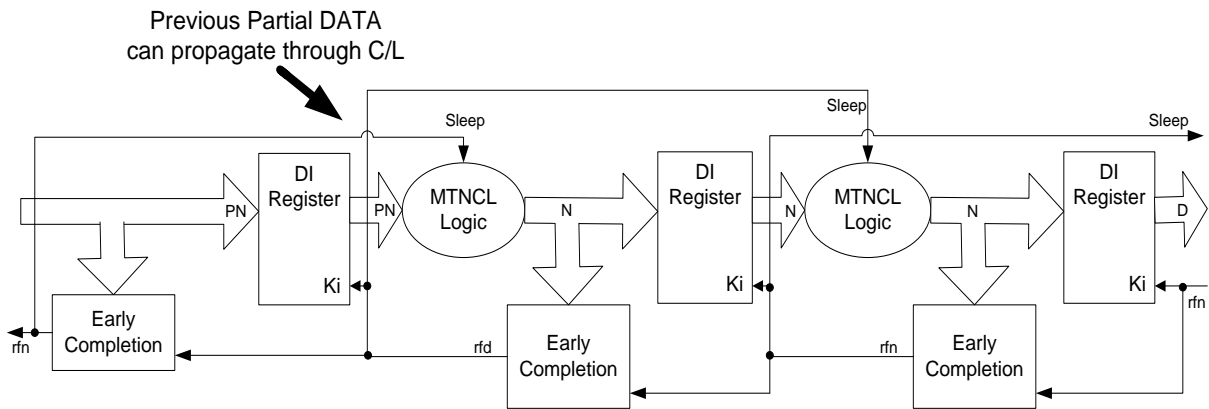 Previous Partial DATA
can propagate through C/L
Sleep
Sleep
Sleep
DI
Register
Ki
DI
Register
Ki
DI
Register
Ki
MTNCL
Logic
MTNCL
Logic
PN
PN
N
N
N
D
Early
Completion
Early
Completion
Early
Completion
rfn
rfd
rfn
rfn